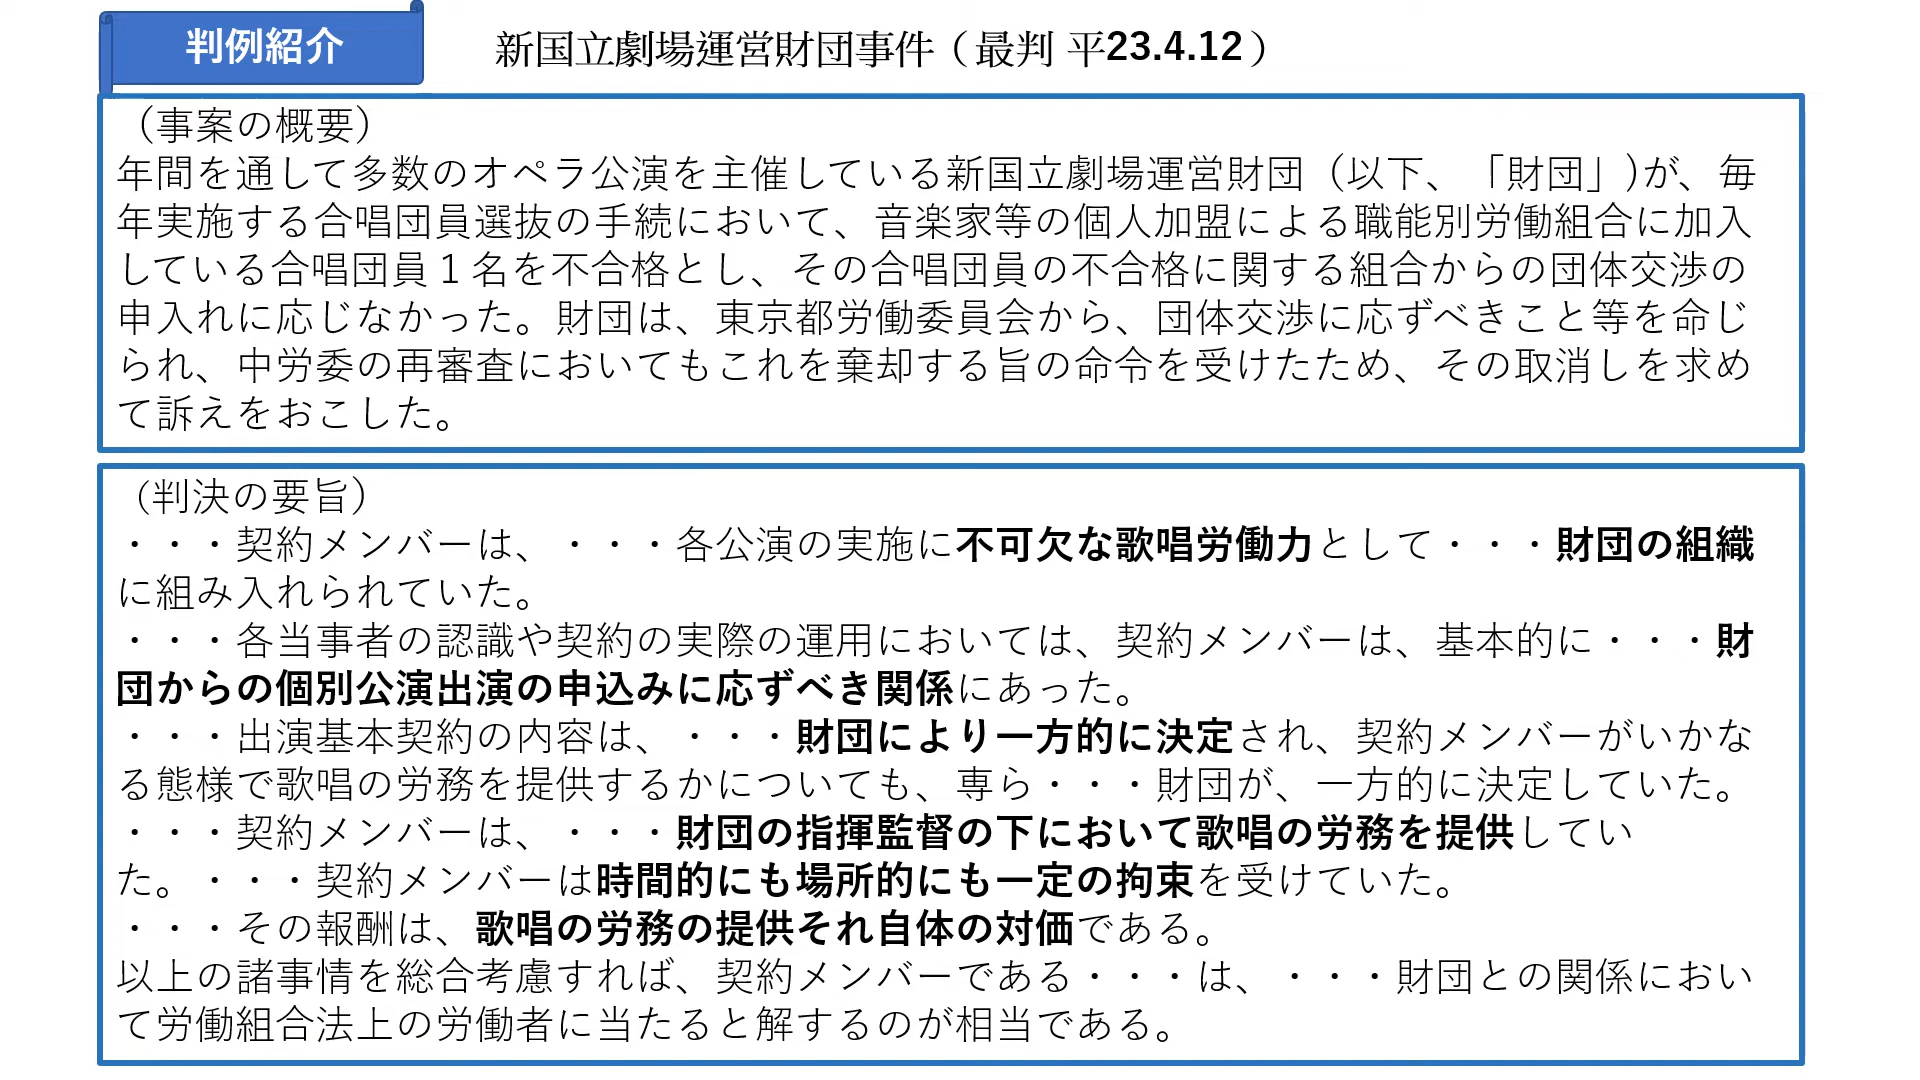 判例紹介
新国立劇場運営財団事件（最判 平23.4.12）
（事案の概要）
年間を通して多数のオペラ公演を主催している新国立劇場運営財団（以下、「財団」)が、毎
年実施する合唱団員選抜の手続において、音楽家等の個人加盟による職能別労働組合に加入
している合唱団員１名を不合格とし、その合唱団員の不合格に関する組合からの団体交渉の
申入れに応じなかった。財団は、東京都労働委員会から、団体交渉に応ずべきこと等を命じ
られ、中労委の再審査においてもこれを棄却する旨の命令を受けたため、その取消しを求め
て訴えをおこした。
（判決の要旨）
・・・契約メンバーは、・・・各公演の実施に不可欠な歌唱労働力として・・・財団の組織
に組み入れられていた。
・・・各当事者の認識や契約の実際の運用においては、契約メンバーは、基本的に・・・財
団からの個別公演出演の申込みに応ずべき関係にあった。
・・・出演基本契約の内容は、・・・財団により一方的に決定され、契約メンバーがいかな
る態様で歌唱の労務を提供するかについても、専ら・・・財団が、一方的に決定していた。
・・・契約メンバーは、・・・財団の指揮監督の下において歌唱の労務を提供してい
た。・・・契約メンバーは時間的にも場所的にも一定の拘束を受けていた。
・・・その報酬は、歌唱の労務の提供それ自体の対価である。
以上の諸事情を総合考慮すれば、契約メンバーである・・・は、・・・財団との関係におい
て労働組合法上の労働者に当たると解するのが相当である。